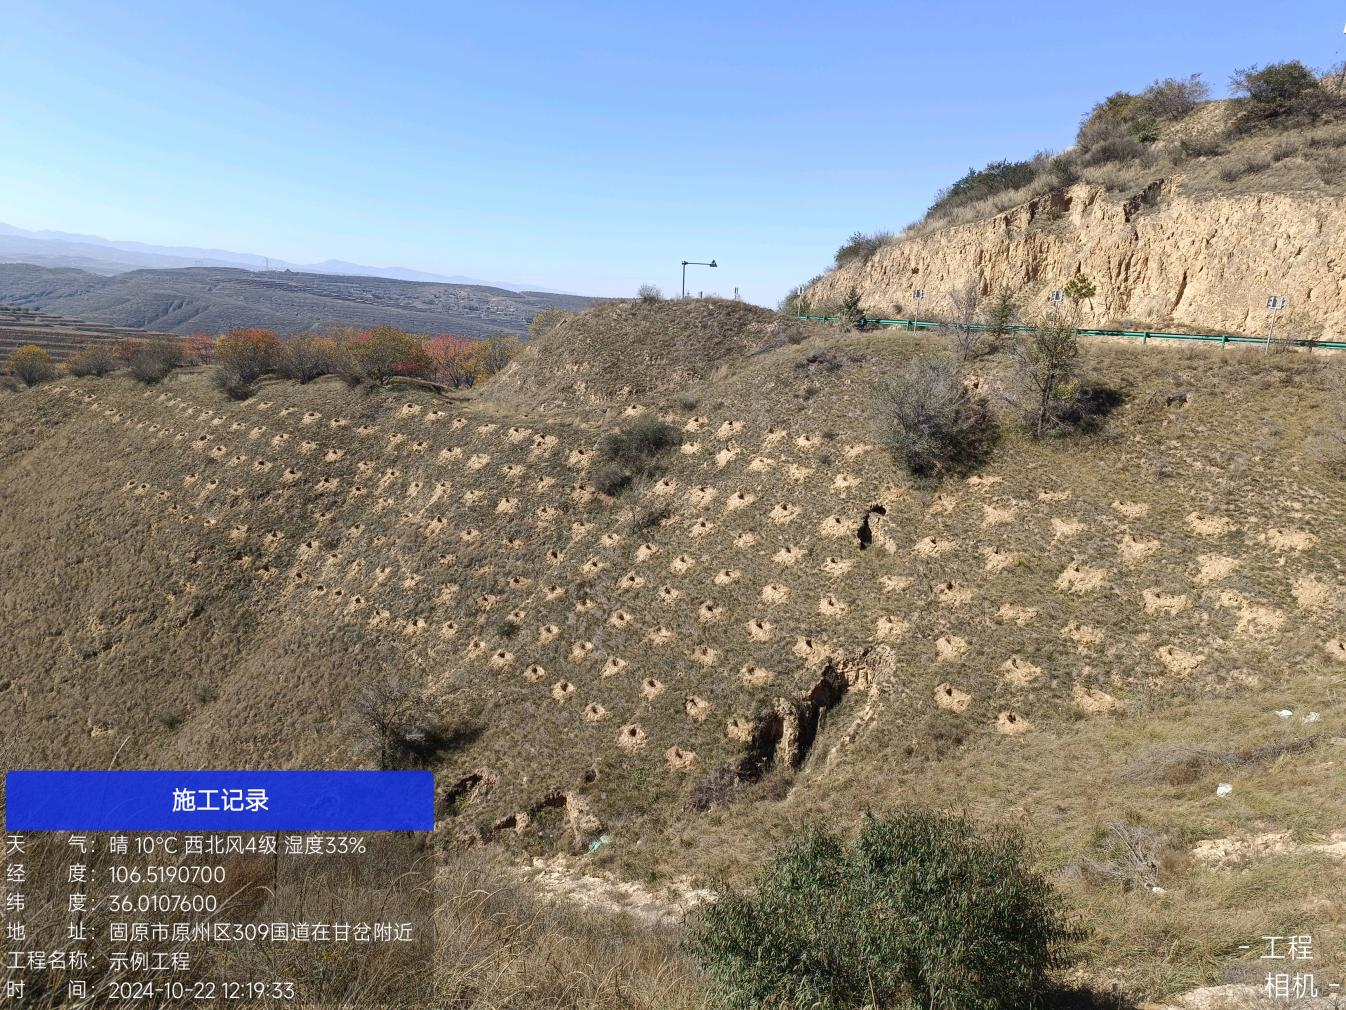 施工记录
天 气：晴 10℃ 西北风4级 湿度33%
经 度：106.5190700
纬 度：36.0107600
地 址：固原市原州区309国道在甘岔附近
工程名称：示例工程
时 间：2024-10-22 12:19:33
- 工程
相机 -